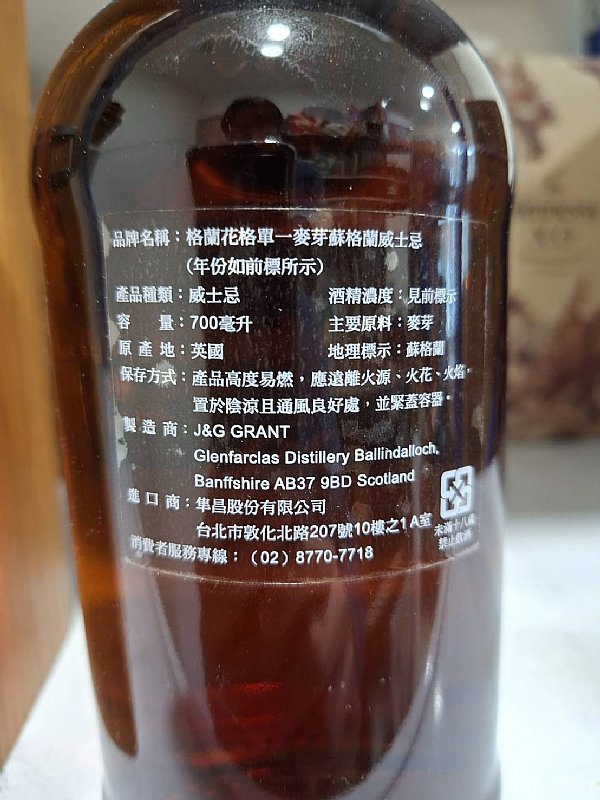 品牌名稱：格蘭花格單一麥芽蘇格蘭威士忌
（年份如前標所示）
產品種類：威士忌 酒精濃度：見前標示
容 量：700毫升 主要原料：麥芽
原 產 地：英國 地理標示：蘇格蘭
保存方式：產品高度易燃，應遠離火源、火花、火焰，
置於陰涼且通風良好處，並緊蓋容器。
製 造 商：J&G GRANT
Glenfarclas Distillery Ballindalloch,
Banffshire AB37 9BD Scotland
進 口 商：隼昌股份有限公司
台北市敦化北路207號10樓之1A室
消費者服務專線：（02）8770-7718
未滿十八歲
禁止飲酒